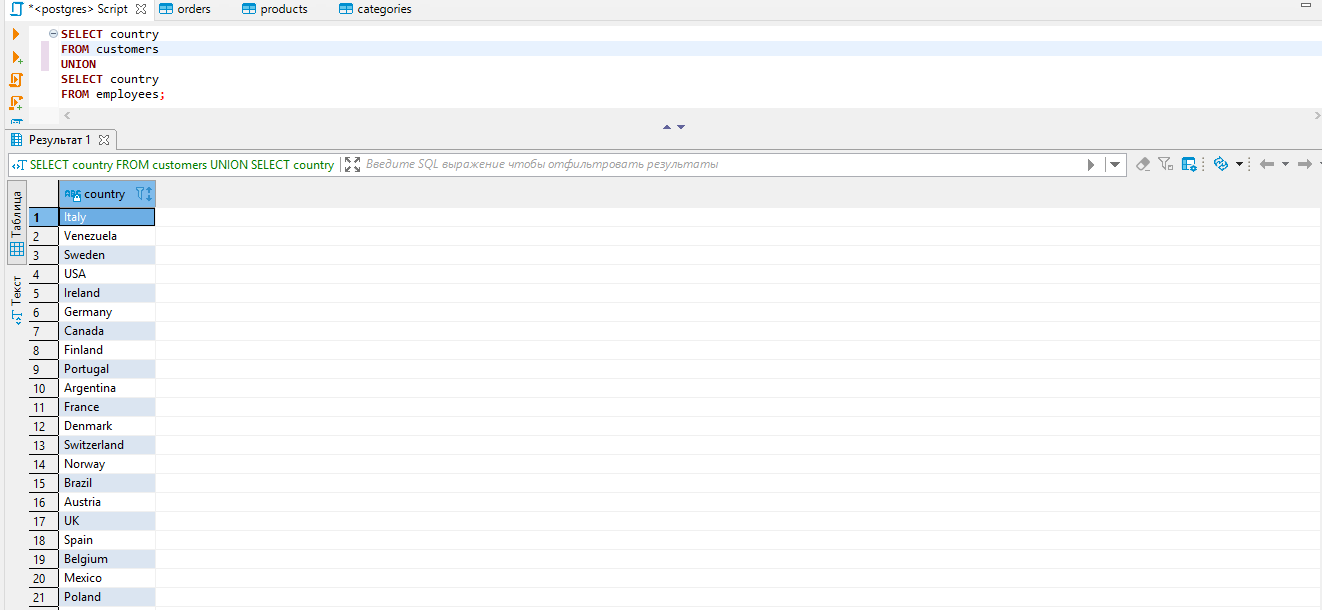 *<postgres> Script orders products categories
SELECT country
FROM customers
UNION
SELECT country
FROM employees;
Результат 1
SELECT country FROM customers UNION SELECT country Введите SQL выражение чтобы отфильтровать результаты
Таблица
Текст
ABC country
1 Italy
2 Venezuela
3 Sweden
4 USA
5 Ireland
6 Germany
7 Canada
8 Finland
9 Portugal
10 Argentina
11 France
12 Denmark
13 Switzerland
14 Norway
15 Brazil
16 Austria
17 UK
18 Spain
19 Belgium
20 Mexico
21 Poland